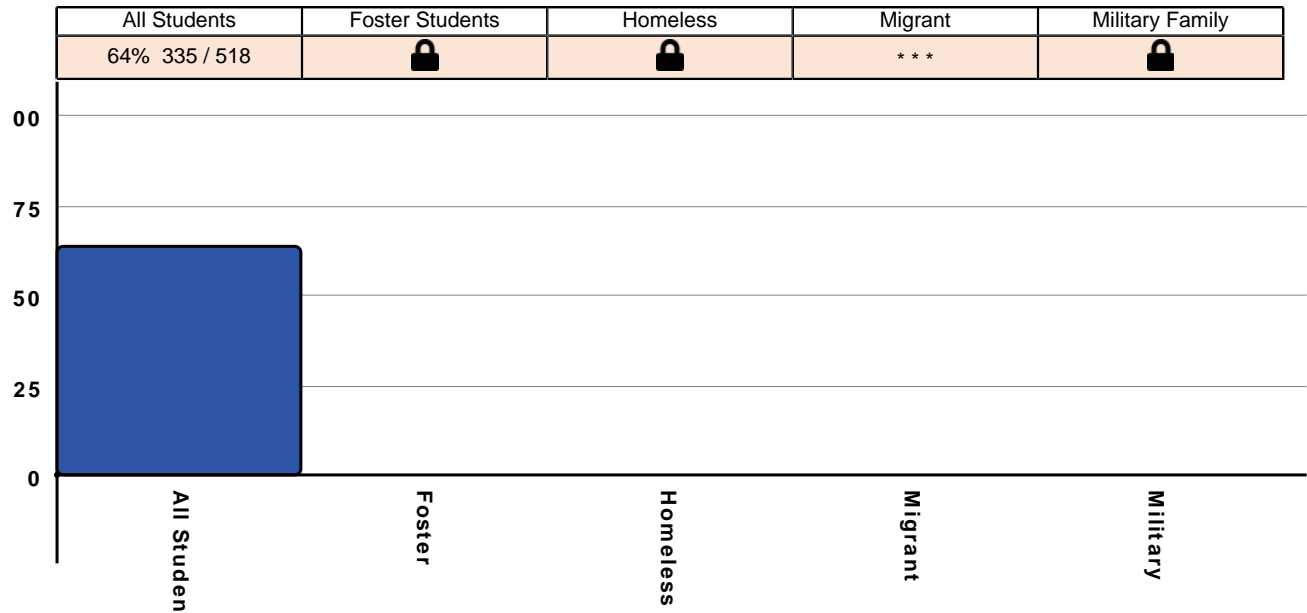 All Students Foster Students Homeless Migrant Military Family
64% 335 / 518 * * *
00
75
50
25
0
All Studen
Foster
Homeless
Migrant
Military